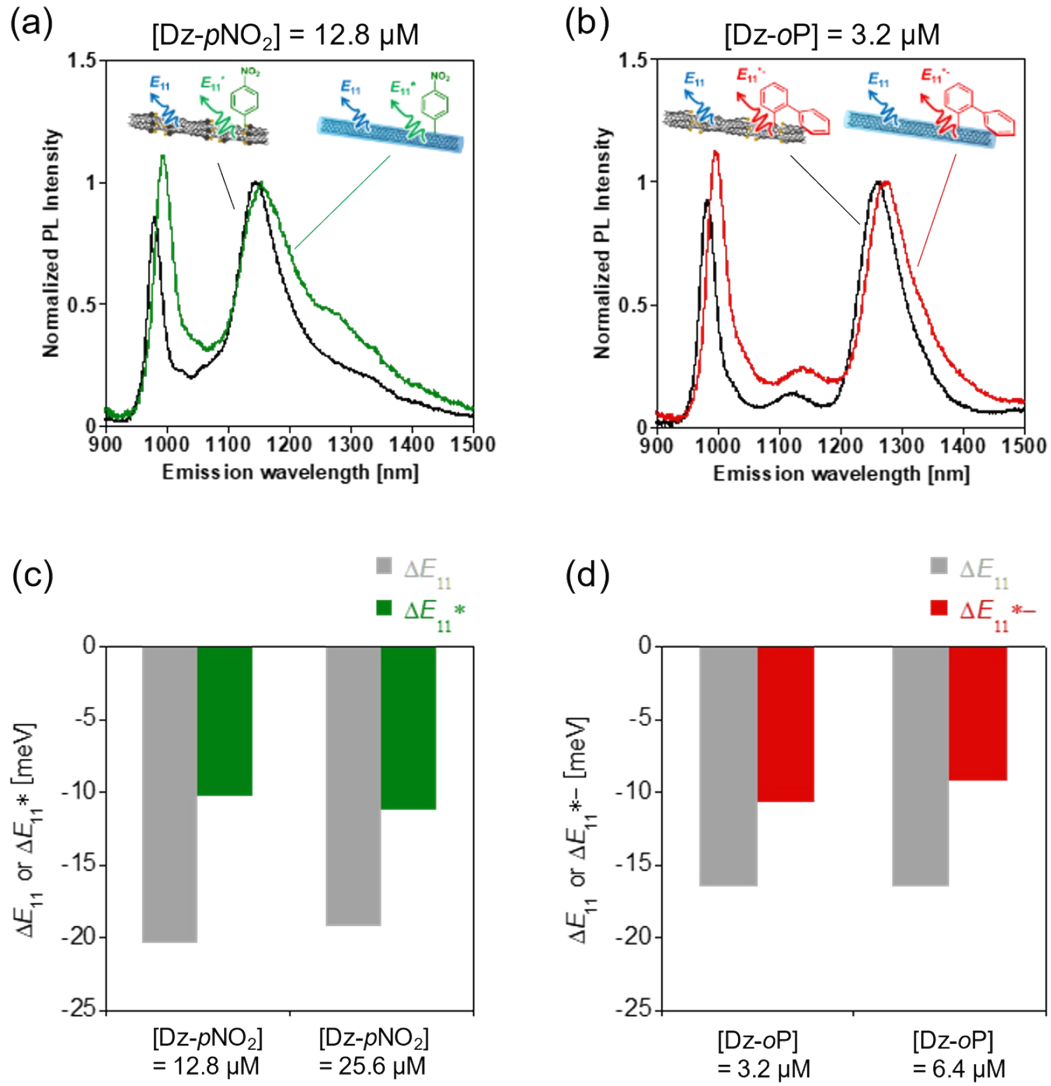 (a)
[Dz-pNO2] = 12.8 µM
1.5
1
0.5
0
Normalized PL Intensity
E11
E11*
NO2
E11
E11*
NO2
900 1000 1100 1200 1300 1400 1500
Emission wavelength [nm]
(b)
[Dz-oP] = 3.2 µM
1.5
1
0.5
0
Normalized PL Intensity
E11
E11*-
E11
E11*-
900 1000 1100 1200 1300 1400 1500
Emission wavelength [nm]
(c)
ΔE11
ΔE11*
0
-5
-10
-15
-20
-25
ΔE11 or ΔE11* [meV]
[Dz-pNO2]
= 12.8 µM
[Dz-pNO2]
= 25.6 µM
(d)
ΔE11
ΔE11*–
0
-5
-10
-15
-20
-25
ΔE11 or ΔE11*– [meV]
[Dz-oP]
= 3.2 µM
[Dz-oP]
= 6.4 µM